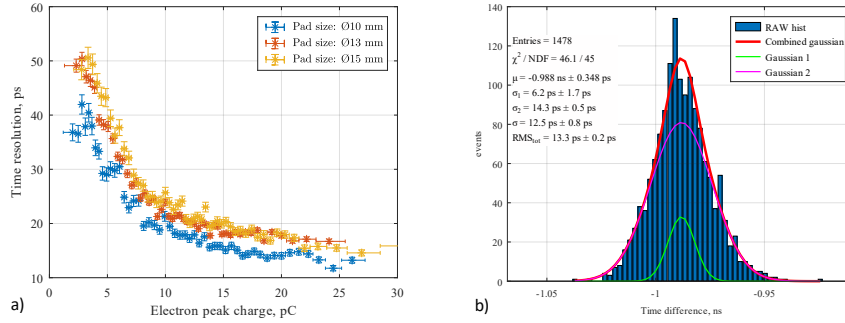 60
50
40
30
20
10
0
5
10
15
20
25
30
Time resolution, ps
Electron peak charge, pC
Pad size: Ø10 mm
Pad size: Ø13 mm
Pad size: Ø15 mm
a)
140
120
100
80
60
40
20
0
-1.05
-1
-0.95
events
Time difference, ns
Entries = 1478
χ² / NDF = 46.1 / 45
μ = -0.988 ns ± 0.348 ps
σ₁ = 6.2 ps ± 1.7 ps
σ₂ = 14.3 ps ± 0.5 ps
σ = 12.5 ps ± 0.8 ps
RMStot = 13.3 ps ± 0.2 ps
RAW hist
Combined gaussian
Gaussian 1
Gaussian 2
b)